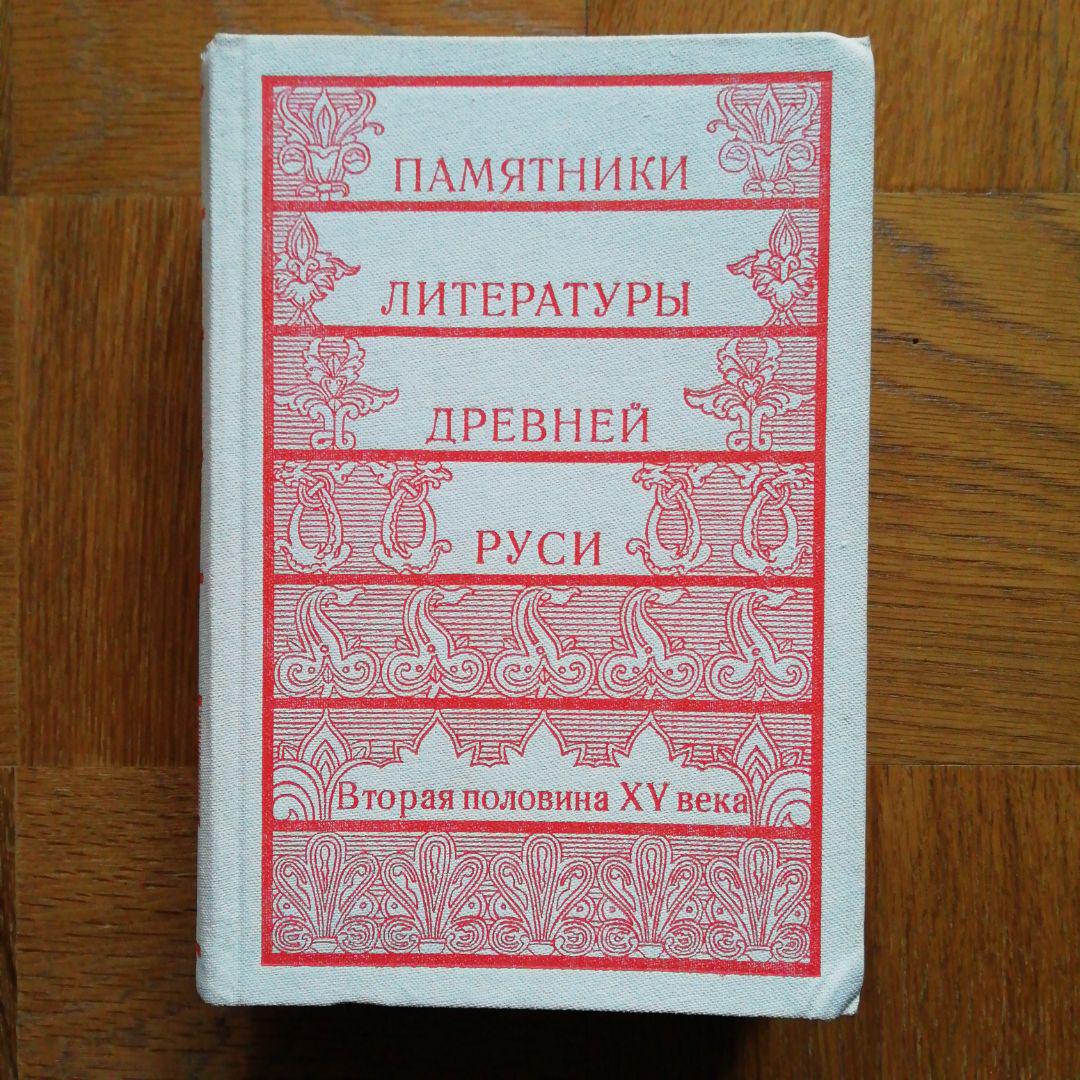 ПАМЯТНИКИ
ЛИТЕРАТУРЫ
ДРЕВНЕЙ
РУСИ
Вторая половина XV века